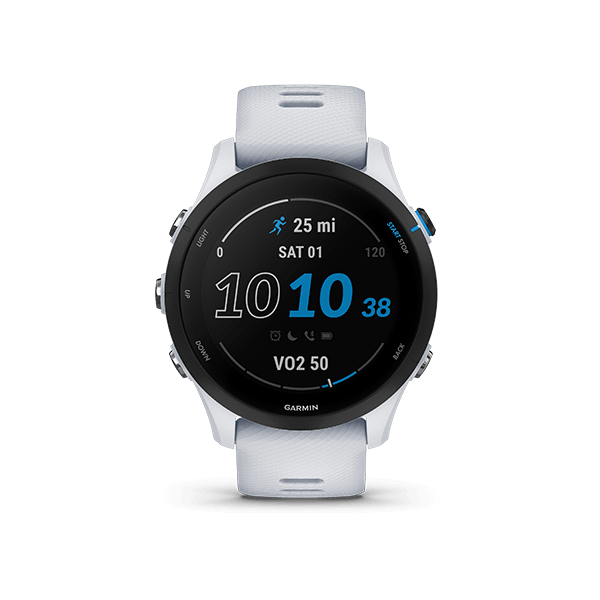 25 mi
LIGHT
START STOP
0
SAT 01
120
UP
10 10 38
DOWN
BACK
VO2 50
GARMIN